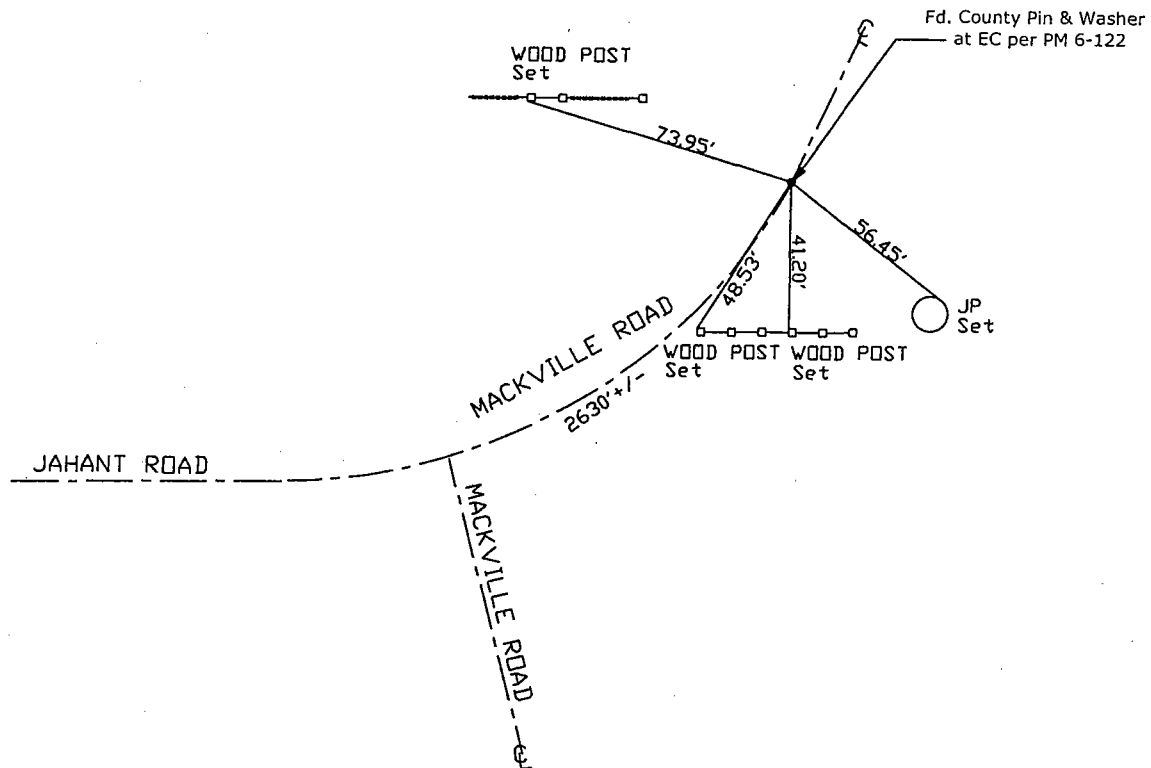 Fd. County Pin & Washer
at EC per PM 6-122
℄
WOOD POST
Set
73.95'
56.45'
41.20'
48.53'
JP
Set
WOOD POST
Set
WOOD POST
Set
MACKVILLE ROAD
2630'+/-
JAHANT ROAD
MACKVILLE ROAD
℄